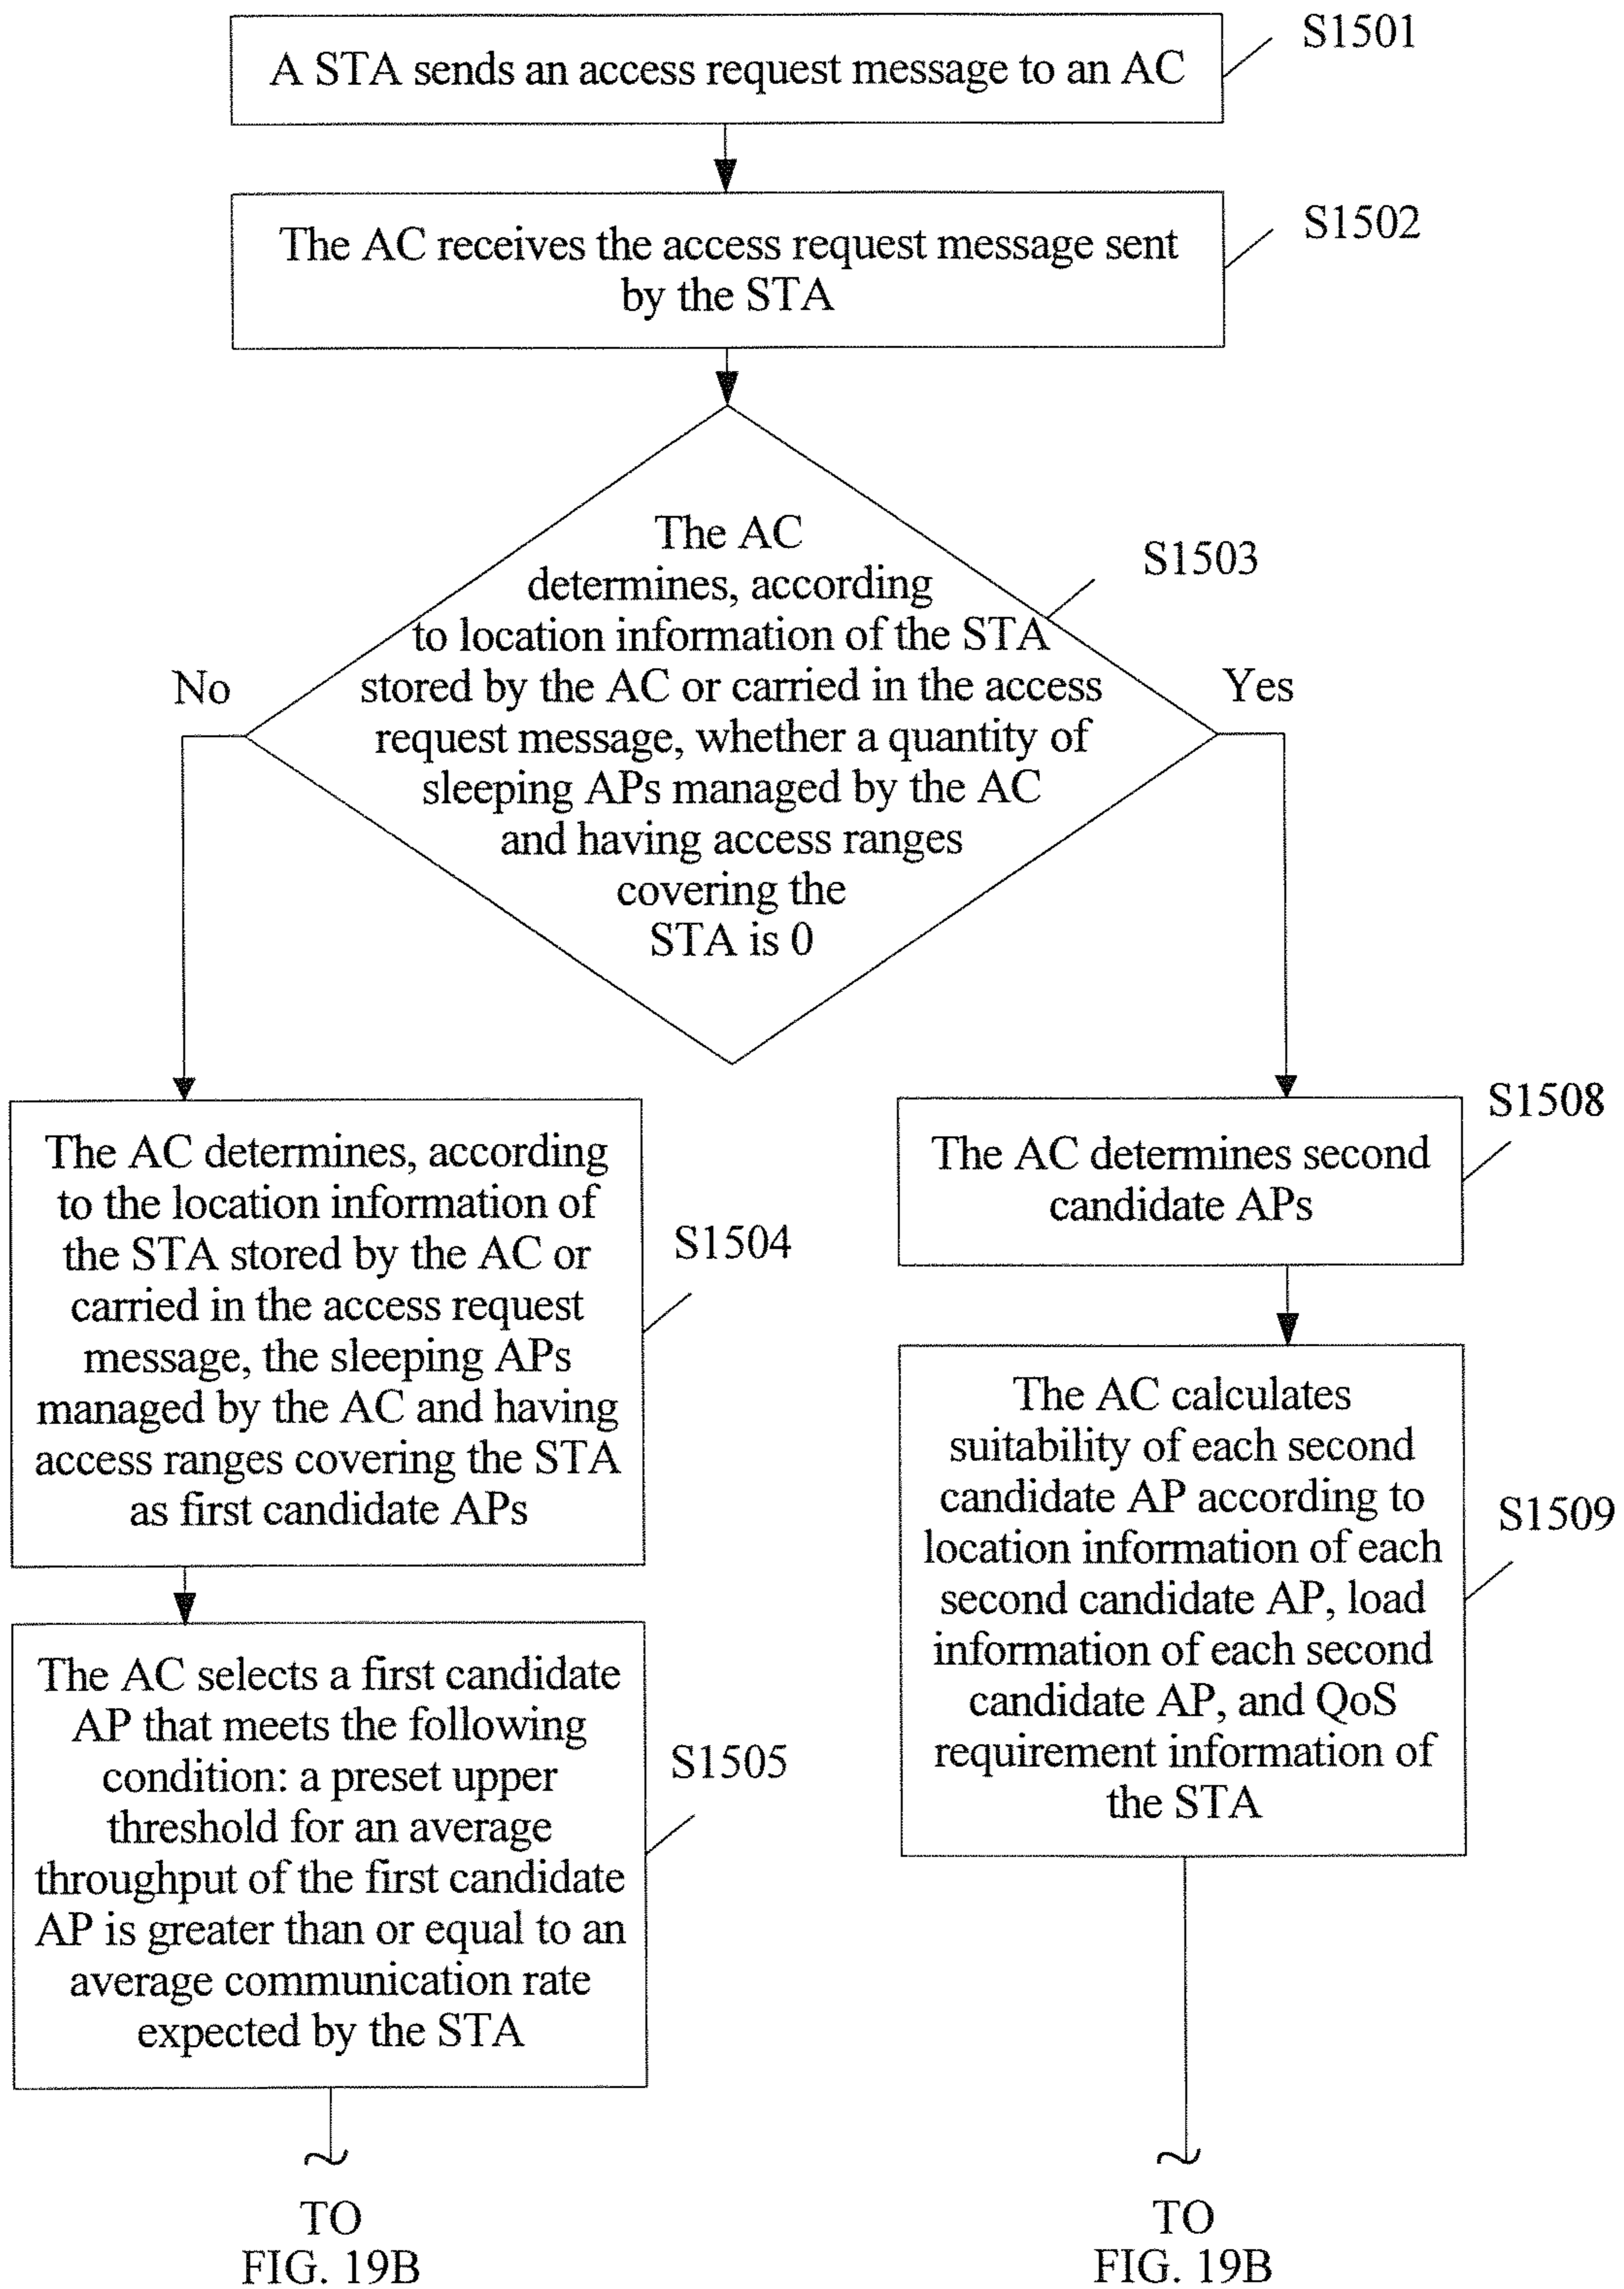 S1501
A STA sends an access request message to an AC
S1502
The AC receives the access request message sent
by the STA
S1503
The AC
determines, according
to location information of the STA
stored by the AC or carried in the access
request message, whether a quantity of
sleeping APs managed by the AC
and having access ranges
covering the
STA is 0
No
Yes
The AC determines, according
to the location information of
the STA stored by the AC or
carried in the access request
message, the sleeping APs
managed by the AC and having
access ranges covering the STA
as first candidate APs
S1504
The AC selects a first candidate
AP that meets the following
condition: a preset upper
threshold for an average
throughput of the first candidate
AP is greater than or equal to an
average communication rate
expected by the STA
S1505
TO
FIG. 19B
S1508
The AC determines second
candidate APs
The AC calculates
suitability of each second
candidate AP according to
location information of each
second candidate AP, load
information of each second
candidate AP, and QoS
requirement information of
the STA
S1509
TO
FIG. 19B